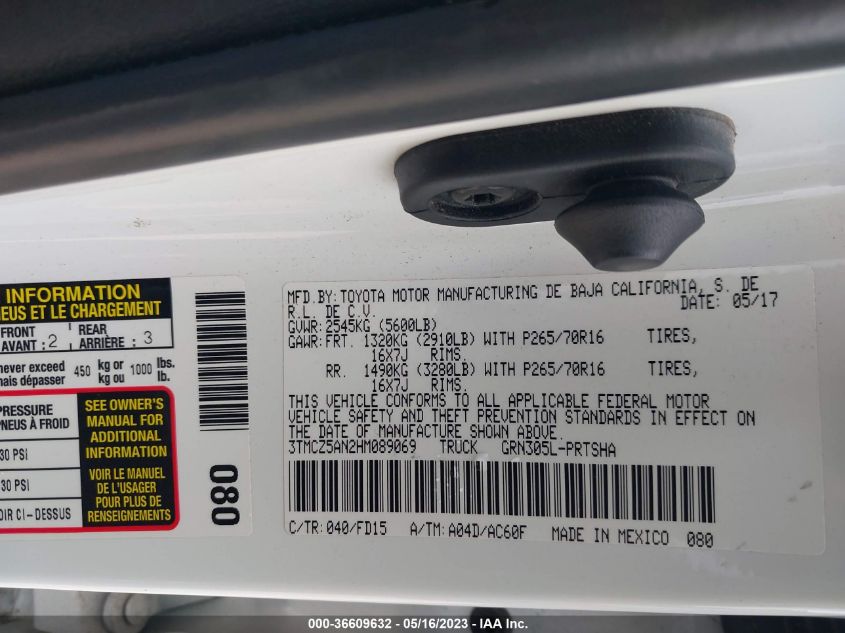 INFORMATION
NEUS ET LE CHARGEMENT
FRONT
AVANT : 2
REAR
ARRIÈRE : 3
never exceed
mais dépasser
450 kg or
kg ou
1000 lbs.
lb.
PRESSURE
PNEUS À FROID
30 PSI
30 PSI
OIR CI-DESSUS
SEE OWNER'S
MANUAL FOR
ADDITIONAL
INFORMATION
VOIR LE MANUEL
DE L'USAGER
POUR PLUS DE
RENSEIGNEMENTS
080
MFD.BY:TOYOTA MOTOR MANUFACTURING DE BAJA CALIFORNIA, S. DE
R.L. DE C.V. DATE: 05/17
GVWR:2545KG (5600LB)
GAWR:FRT. 1320KG (2910LB) WITH P265/70R16 TIRES,
16X7J RIMS.
RR. 1490KG (3280LB) WITH P265/70R16 TIRES,
16X7J RIMS.
THIS VEHICLE CONFORMS TO ALL APPLICABLE FEDERAL MOTOR
VEHICLE SAFETY AND THEFT PREVENTION STANDARDS IN EFFECT ON
THE DATE OF MANUFACTURE SHOWN ABOVE.
3TMCZ5AN2HM089069 TRUCK GRN305L-PRTSHA
C/TR:040/FD15 A/TM:A04D/AC60F MADE IN MEXICO 080
000-36609632 - 05/16/2023 - IAA Inc.